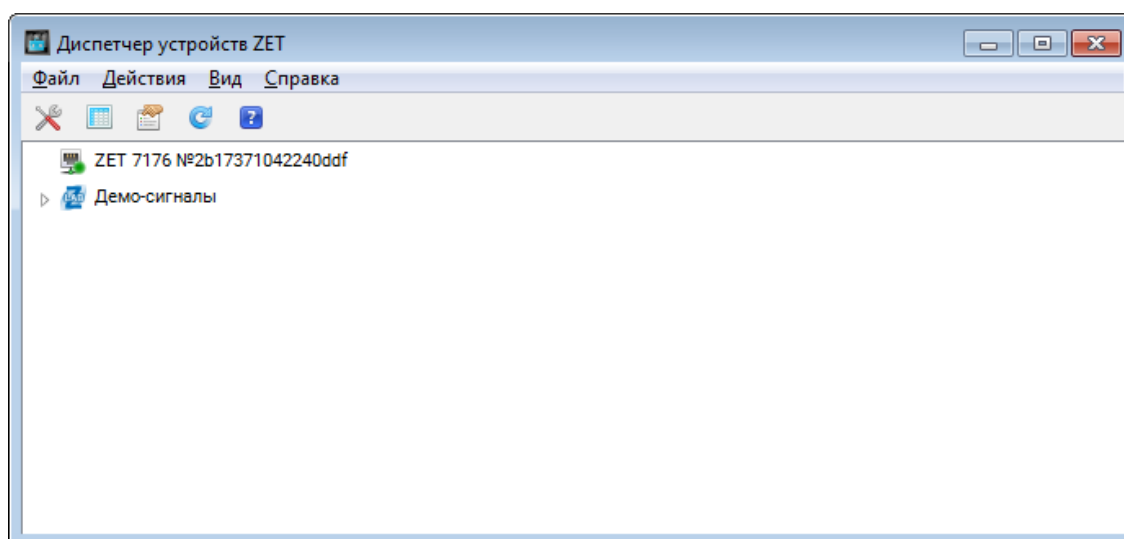 Диспетчер устройств ZET
Файл Действия Вид Справка
ZET 7176 №2b17371042240ddf
Демо-сигналы